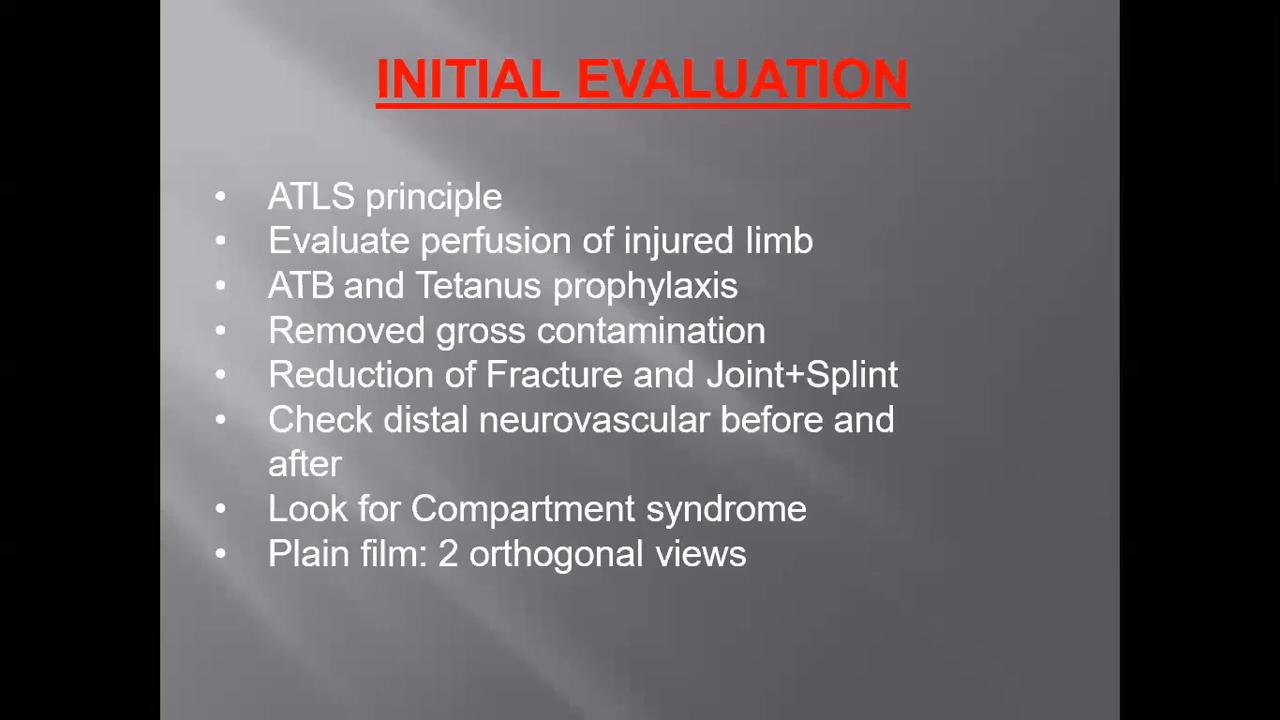 INITIAL EVALUATION
• ATLS principle
• Evaluate perfusion of injured limb
• ATB and Tetanus prophylaxis
• Removed gross contamination
• Reduction of Fracture and Joint+Splint
• Check distal neurovascular before and
after
• Look for Compartment syndrome
• Plain film: 2 orthogonal views